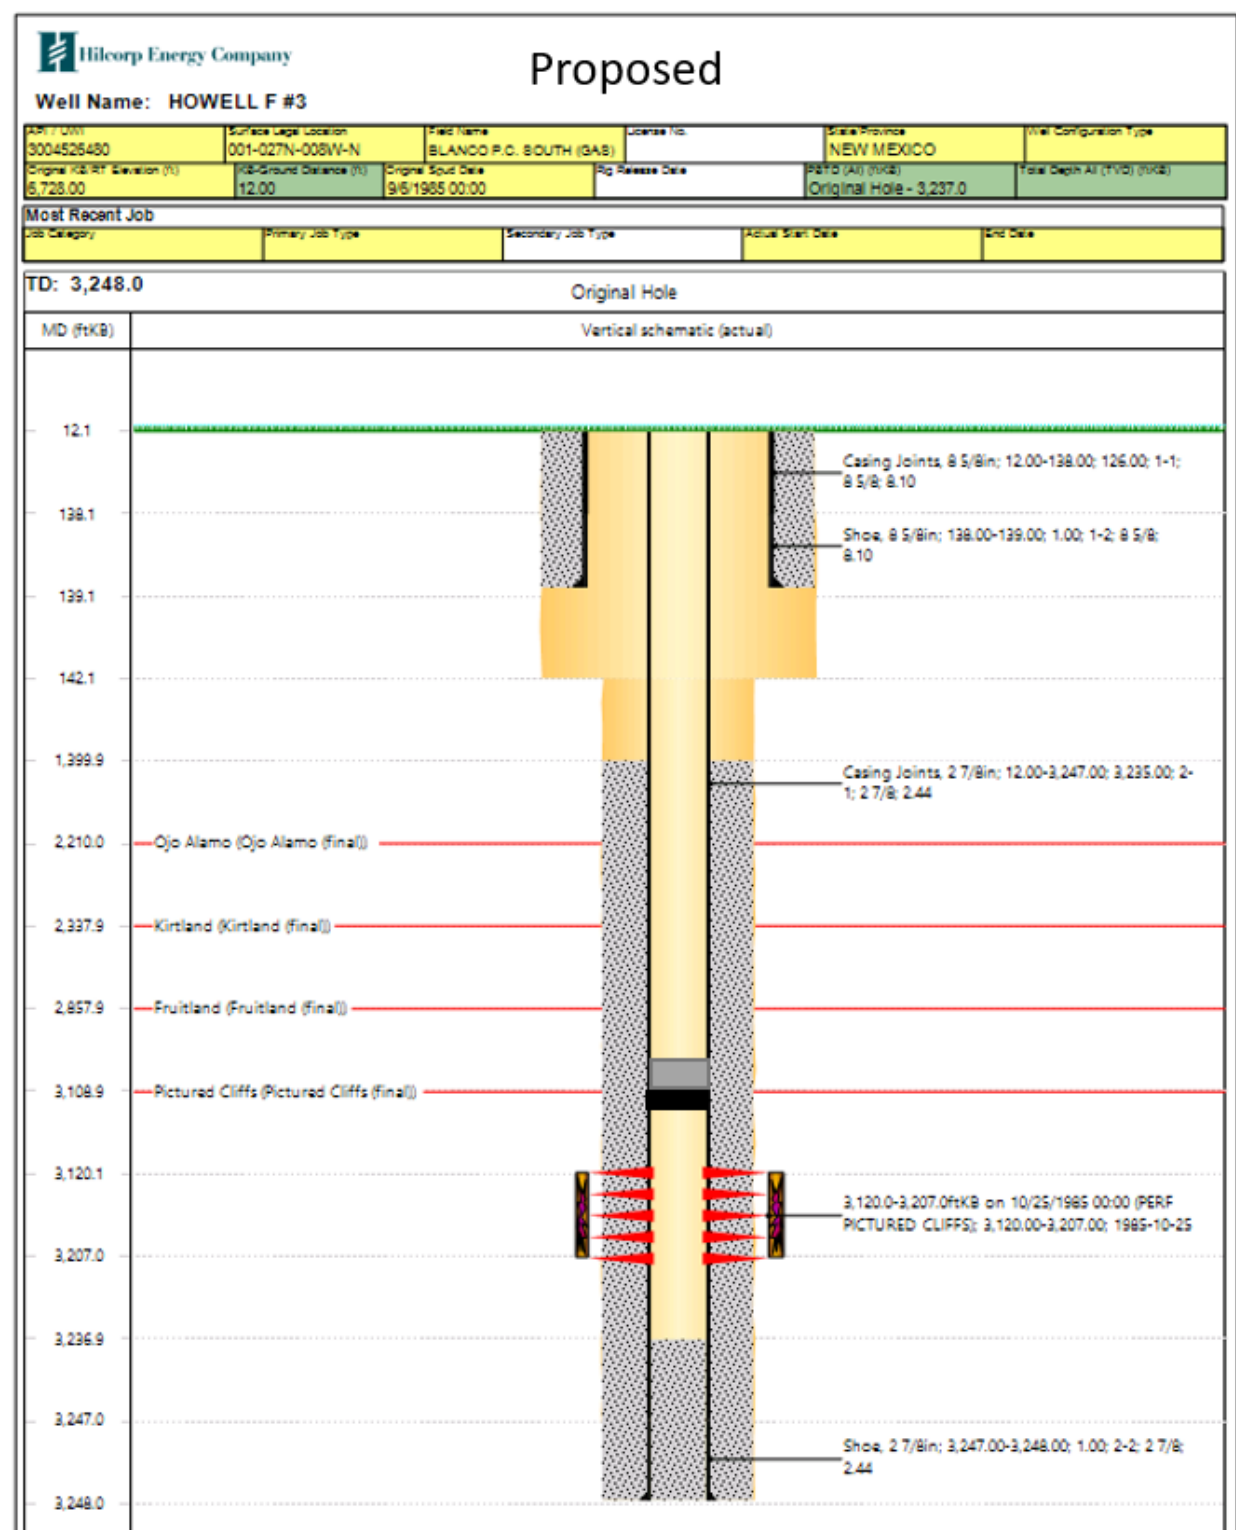 Hilcorp Energy Company
Proposed
Well Name: HOWELL F #3
API / UWI Surface Legal Location Field Name License No. State/Province Well Configuration Type
3004526480 001-027N-008W-N BLANCO P.C. SOUTH (GAS) NEW MEXICO
Original KB/RT Elevation (ft) KB-Ground Distance (ft) Original Spud Date Rig Release Date PBTD (All) (ftKB) Total Depth All (TVD) (ftKB)
6,728.00 12.00 9/6/1985 00:00 Original Hole - 3,237.0
Most Recent Job
Job Category Primary Job Type Secondary Job Type Actual Start Date End Date
TD: 3,248.0 Original Hole
MD (ftKB) Vertical schematic (actual)
12.1
Casing Joints, 8 5/8in; 12.00-138.00; 126.00; 1-1;
8 5/8; 8.10
138.1
Shoe, 8 5/8in; 138.00-139.00; 1.00; 1-2; 8 5/8;
8.10
139.1
142.1
1,399.9
Casing Joints, 2 7/8in; 12.00-3,247.00; 3,235.00; 2-
1; 2 7/8; 2.44
2,210.0 Ojo Alamo (Ojo Alamo (final))
2,337.9 Kirtland (Kirtland (final))
2,857.9 Fruitland (Fruitland (final))
3,108.9 Pictured Cliffs (Pictured Cliffs (final))
3,120.1
3,120.0-3,207.0ftKB on 10/25/1985 00:00 (PERF
PICTURED CLIFFS); 3,120.00-3,207.00; 1985-10-25
3,207.0
3,236.9
3,247.0
Shoe, 2 7/8in; 3,247.00-3,248.00; 1.00; 2-2; 2 7/8;
2.44
3,248.0